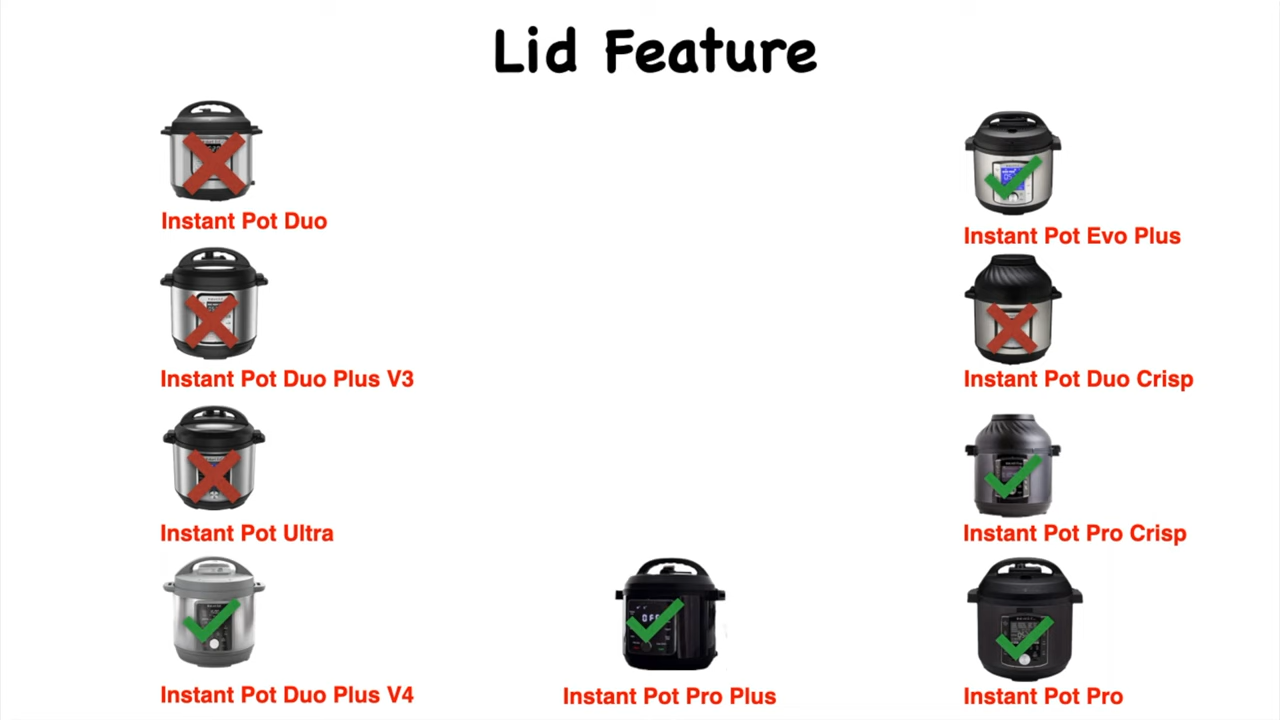 Lid Feature
Instant Pot Duo
Instant Pot Evo Plus
Instant Pot Duo Plus V3
Instant Pot Duo Crisp
Instant Pot Ultra
Instant Pot Pro Crisp
Instant Pot Duo Plus V4
Instant Pot Pro Plus
Instant Pot Pro